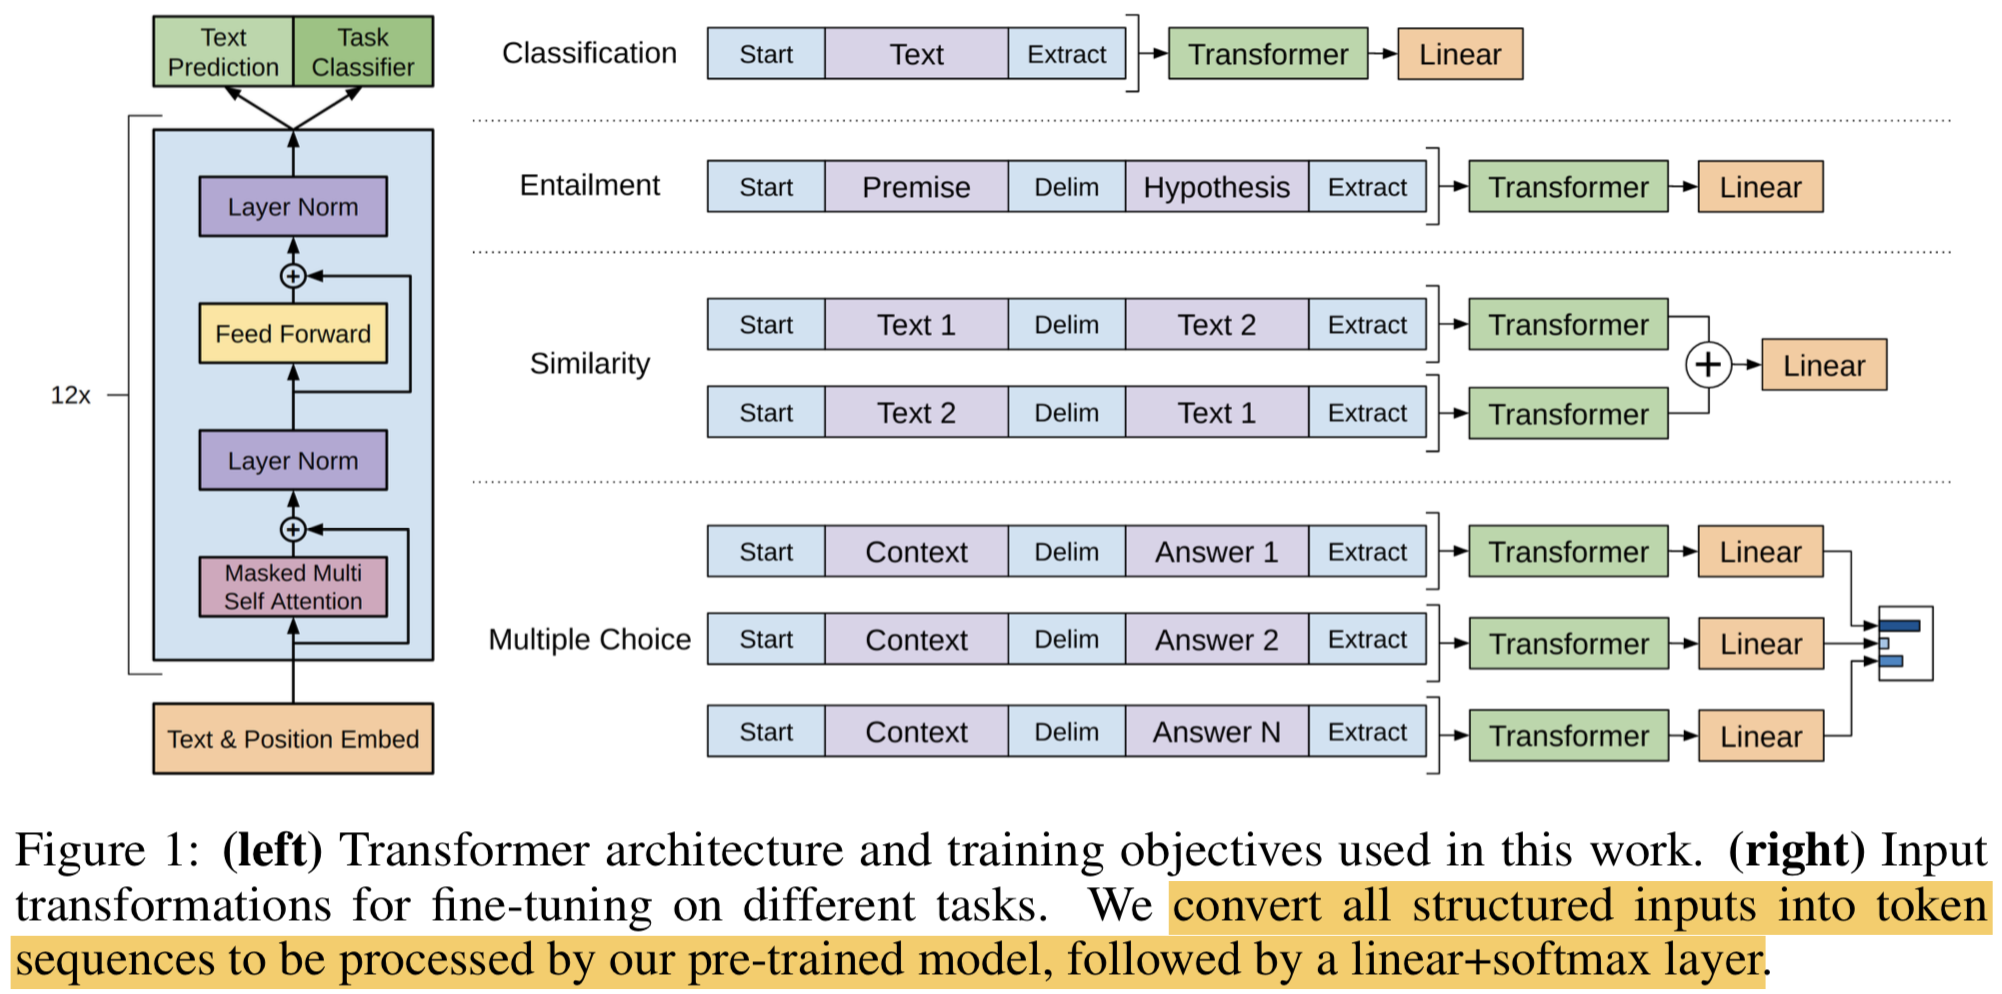 Text
Prediction
Task
Classifier
Layer Norm
+
Feed Forward
12x
Layer Norm
+
Masked Multi
Self Attention
Text & Position Embed
Classification
Start Text Extract Transformer Linear
Entailment
Start Premise Delim Hypothesis Extract Transformer Linear
Similarity
Start Text 1 Delim Text 2 Extract Transformer
+ Linear
Start Text 2 Delim Text 1 Extract Transformer
Multiple Choice
Start Context Delim Answer 1 Extract Transformer Linear
Start Context Delim Answer 2 Extract Transformer Linear
Start Context Delim Answer N Extract Transformer Linear
Figure 1: (left) Transformer architecture and training objectives used in this work. (right) Input
transformations for fine-tuning on different tasks. We convert all structured inputs into token
sequences to be processed by our pre-trained model, followed by a linear+softmax layer.